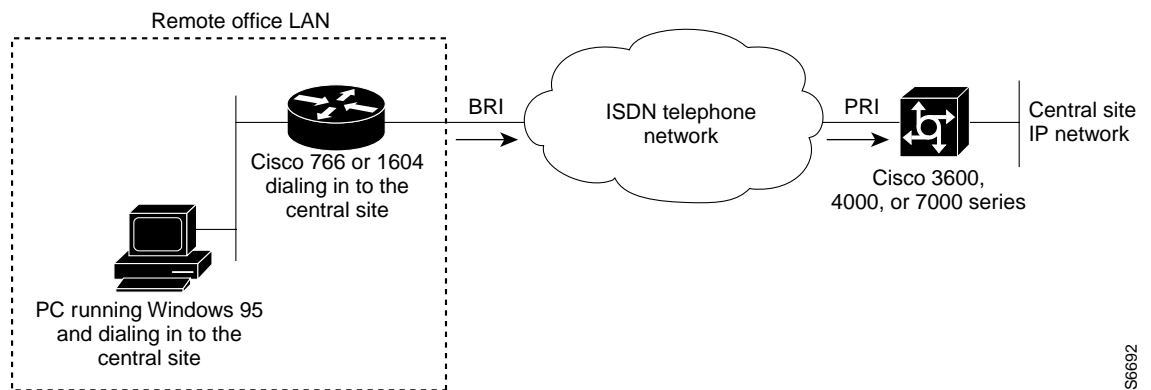 Remote office LAN
BRI
ISDN telephone
network
PRI
Central site
IP network
Cisco 766 or 1604
dialing in to the
central site
Cisco 3600,
4000, or 7000 series
PC running Windows 95
and dialing in to the
central site
S6692